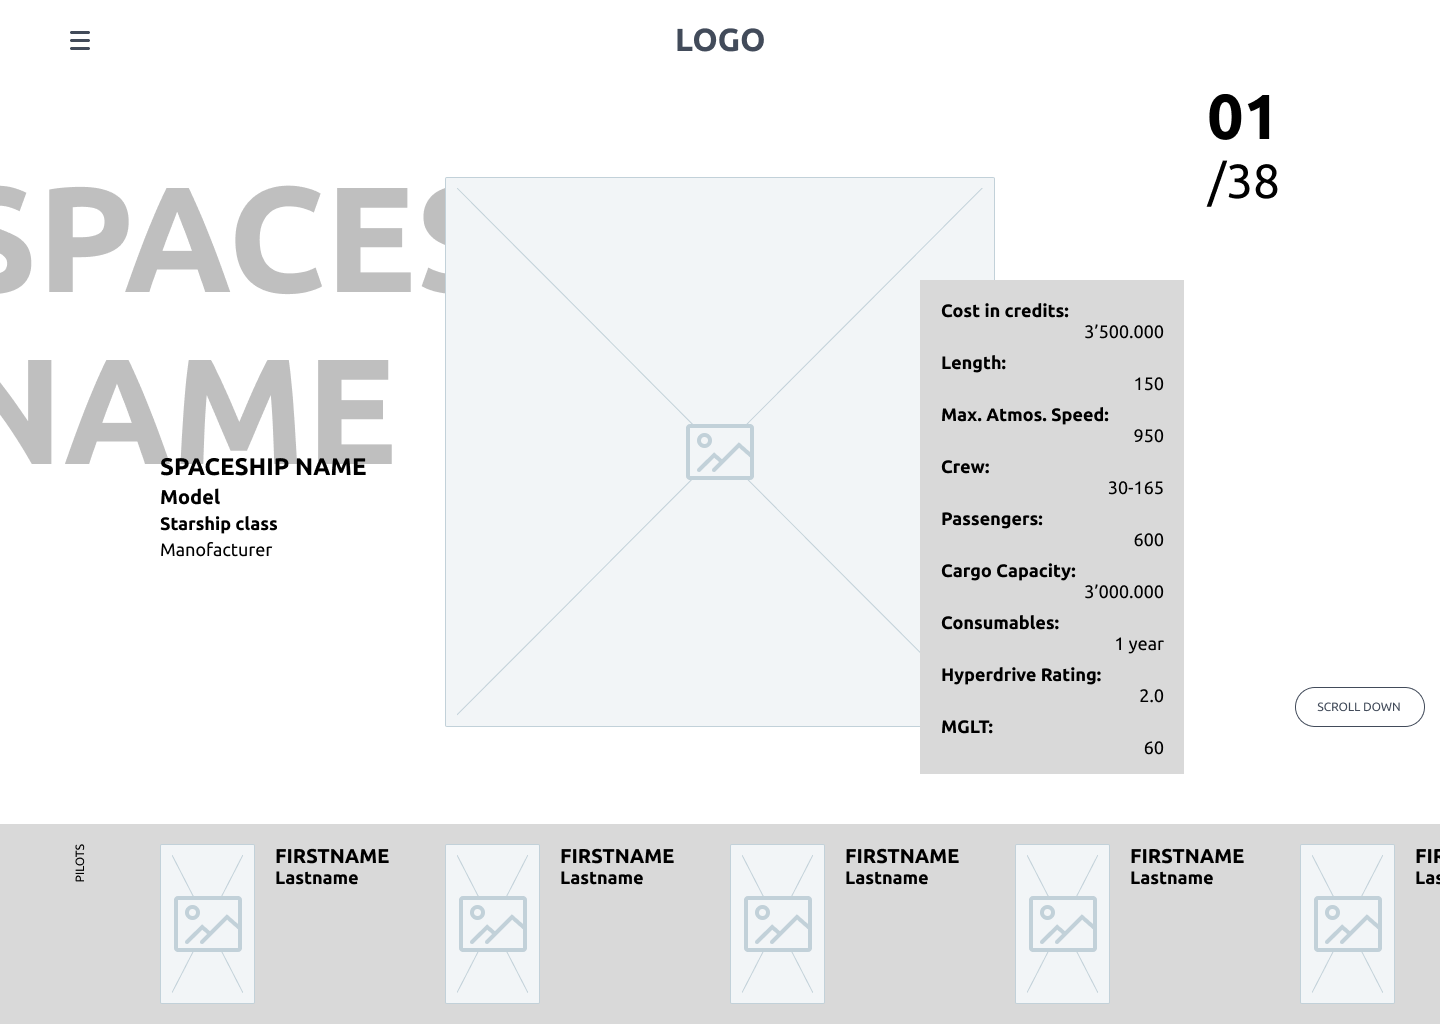 LOGO
01
/38
SPACES
NAME
SPACESHIP NAME
Model
Starship class
Manofacturer
Cost in credits:
3’500.000
Length:
150
Max. Atmos. Speed:
950
Crew:
30-165
Passengers:
600
Cargo Capacity:
3’000.000
Consumables:
1 year
Hyperdrive Rating:
2.0
MGLT:
60
SCROLL DOWN
PILOTS
FIRSTNAME
Lastname
FIRSTNAME
Lastname
FIRSTNAME
Lastname
FIRSTNAME
Lastname
FIR
Las